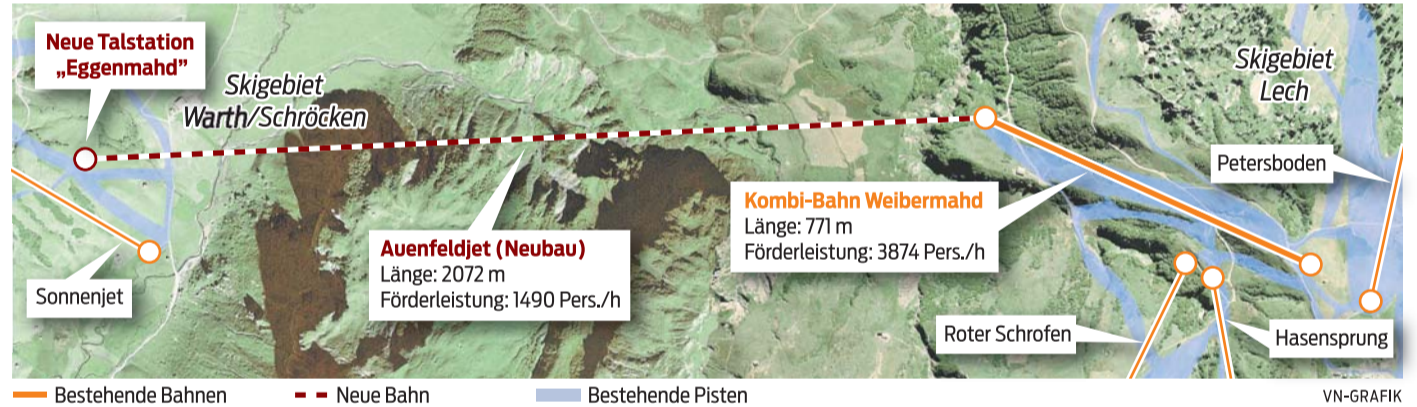 Neue Talstation
„Eggenmahd”
Skigebiet
Warth/Schröcken
Skigebiet
Lech
Petersboden
Kombi-Bahn Weibermahd
Länge: 771 m
Förderleistung: 3874 Pers./h
Auenfeldjet (Neubau)
Länge: 2072 m
Förderleistung: 1490 Pers./h
Sonnenjet
Roter Schrofen
Hasensprung
Bestehende Bahnen
Neue Bahn
Bestehende Pisten
VN-GRAFIK